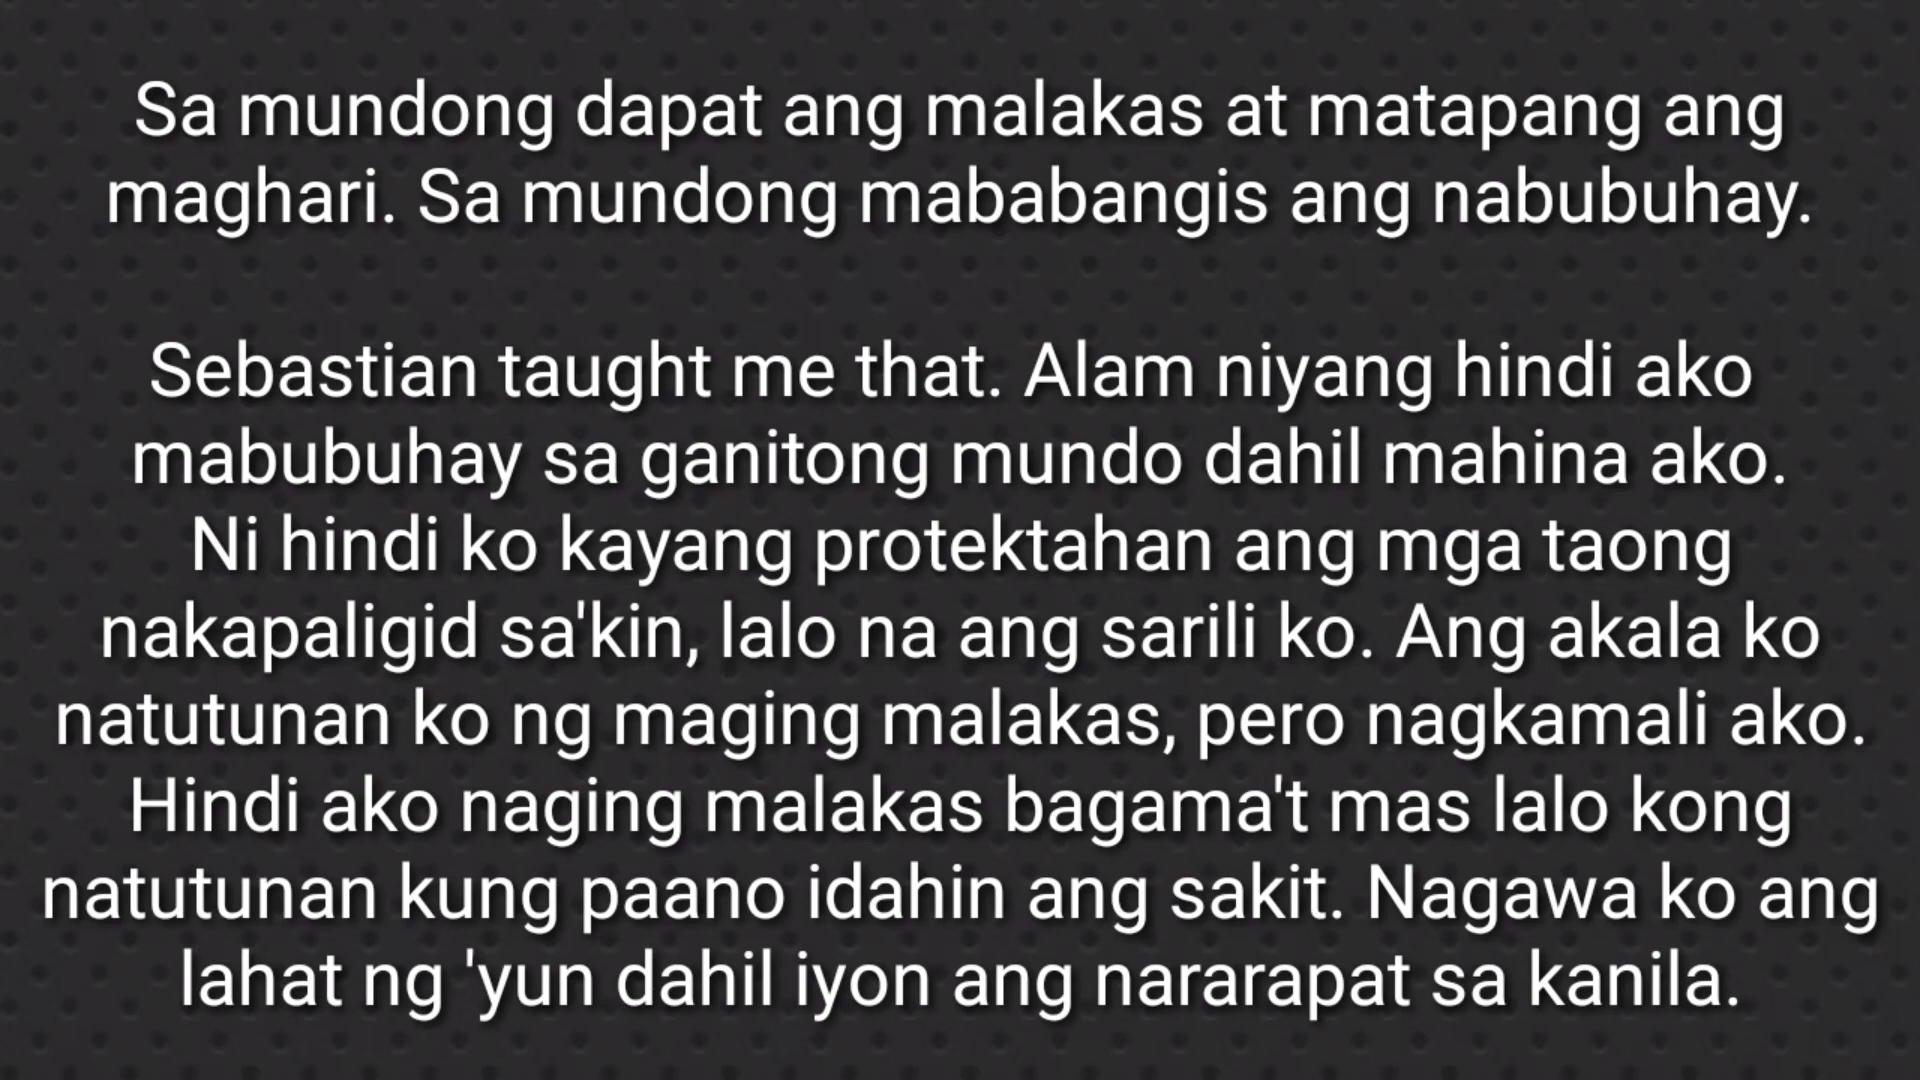 Sa mundong dapat ang malakas at matapang ang
maghari. Sa mundong mababangis ang nabubuhay.
Sebastian taught me that. Alam niyang hindi ako
mabubuhay sa ganitong mundo dahil mahina ako.
Ni hindi ko kayang protektahan ang mga taong
nakapaligid sa'kin, lalo na ang sarili ko. Ang akala ko
natutunan ko ng maging malakas, pero nagkamali ako.
Hindi ako naging malakas bagama't mas lalo kong
natutunan kung paano idahin ang sakit. Nagawa ko ang
lahat ng 'yun dahil iyon ang nararapat sa kanila.